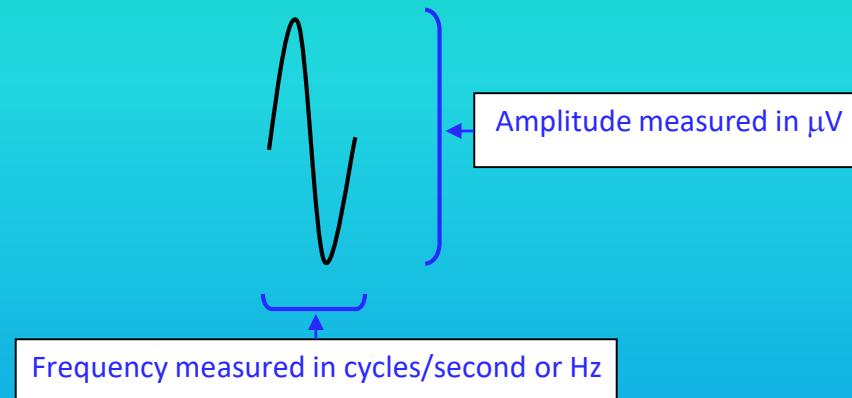 Amplitude measured in μV
Frequency measured in cycles/second or Hz